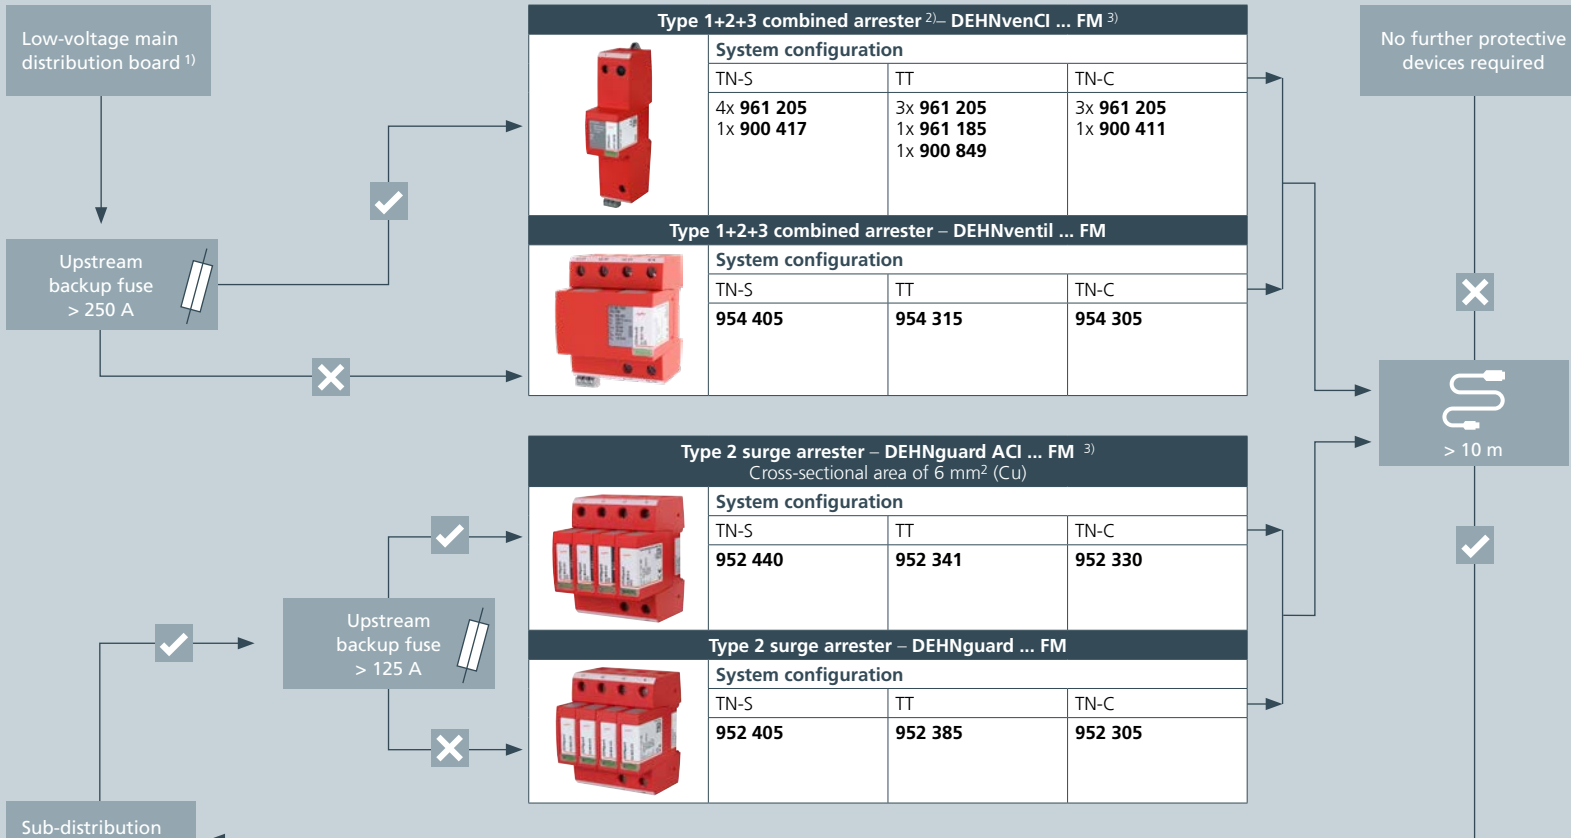 Low-voltage main
distribution board 1)
Type 1+2+3 combined arrester 2)– DEHNvenCI ... FM 3)
System configuration
TN-S TT TN-C
4x 961 205 3x 961 205 3x 961 205
1x 900 417 1x 961 185 1x 900 411
1x 900 849
No further protective
devices required
Upstream
backup fuse
> 250 A
Type 1+2+3 combined arrester – DEHNventil ... FM
System configuration
TN-S TT TN-C
954 405 954 315 954 305
> 10 m
Type 2 surge arrester – DEHNguard ACI ... FM 3)
Cross-sectional area of 6 mm² (Cu)
System configuration
TN-S TT TN-C
952 440 952 341 952 330
Upstream
backup fuse
> 125 A
Type 2 surge arrester – DEHNguard ... FM
System configuration
TN-S TT TN-C
952 405 952 385 952 305
Sub-distribution